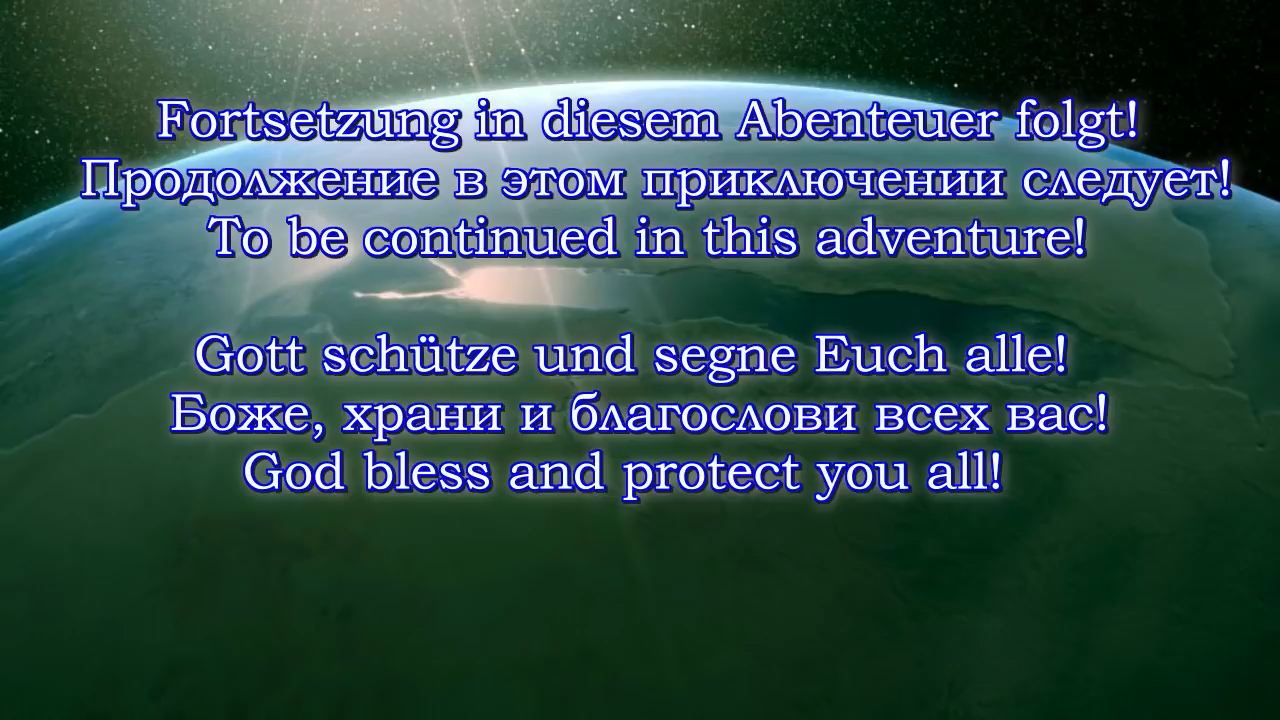 Fortsetzung in diesem Abenteuer folgt!
Продолжение в этом приключении следует!
To be continued in this adventure!
Gott schütze und segne Euch alle!
Боже, храни и благослови всех вас!
God bless and protect you all!